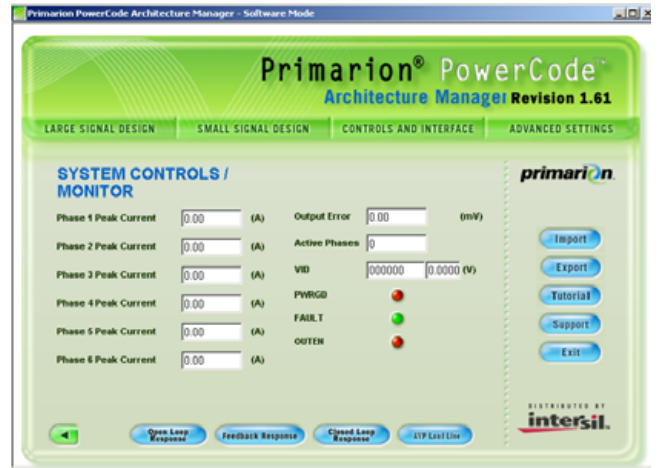 Primarion PowerCode Architecture Manager - Software Mode
Primarion® PowerCode™
Architecture Manager Revision 1.61
LARGE SIGNAL DESIGN SMALL SIGNAL DESIGN CONTROLS AND INTERFACE ADVANCED SETTINGS
SYSTEM CONTROLS /
MONITOR
primarion.
Phase 1 Peak Current 0.00 (A) Output Error 0.00 (mV)
Phase 2 Peak Current 0.00 (A) Active Phases 0
Phase 3 Peak Current 0.00 (A) VID 000000 0.0000 (V)
Phase 4 Peak Current 0.00 (A) PWRGD
Phase 5 Peak Current 0.00 (A) FAULT
Phase 6 Peak Current 0.00 (A) OUTEN
Import
Export
Tutorial
Support
Exit
Open Loop
Response
Feedback Response
Closed Loop
Response
AVP Load Line
DISTRIBUTED BY
intersil.